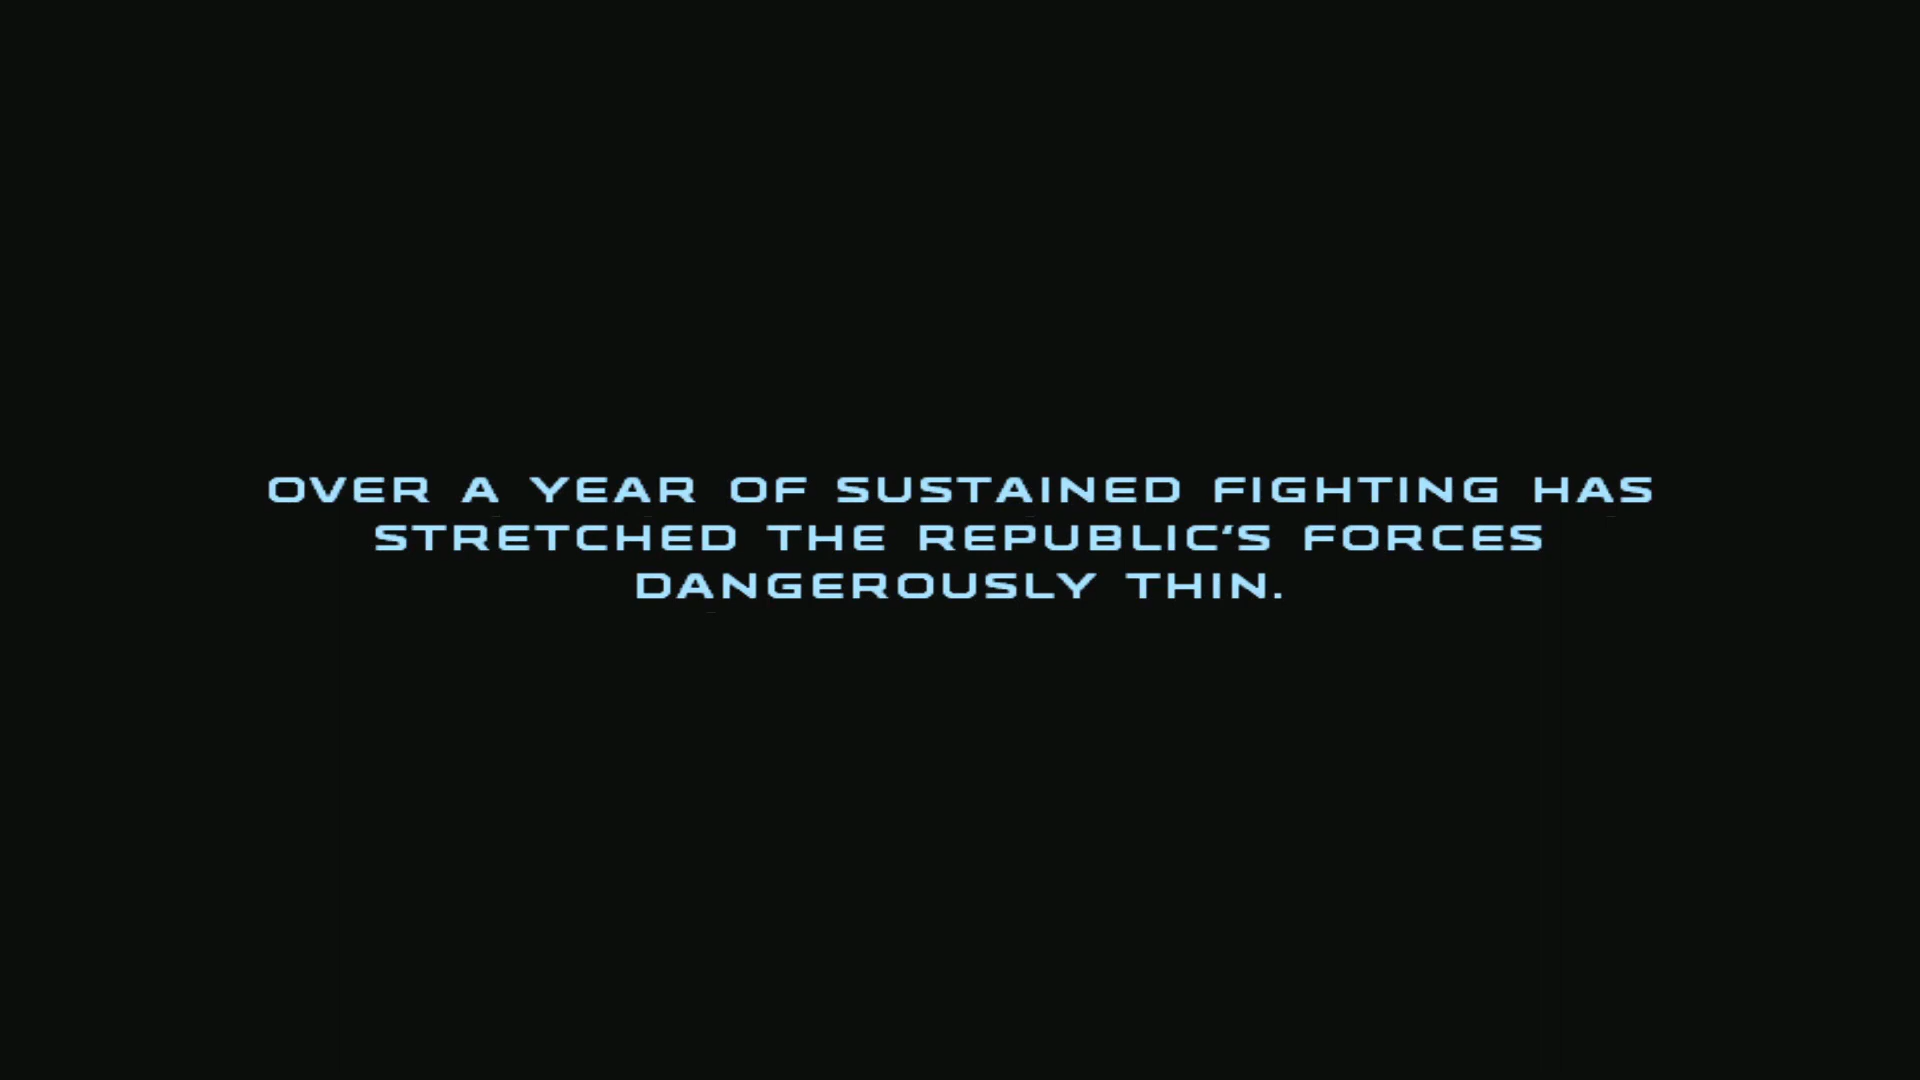 OVER A YEAR OF SUSTAINED FIGHTING HAS
STRETCHED THE REPUBLIC‘S FORCES
DANGEROUSLY THIN.